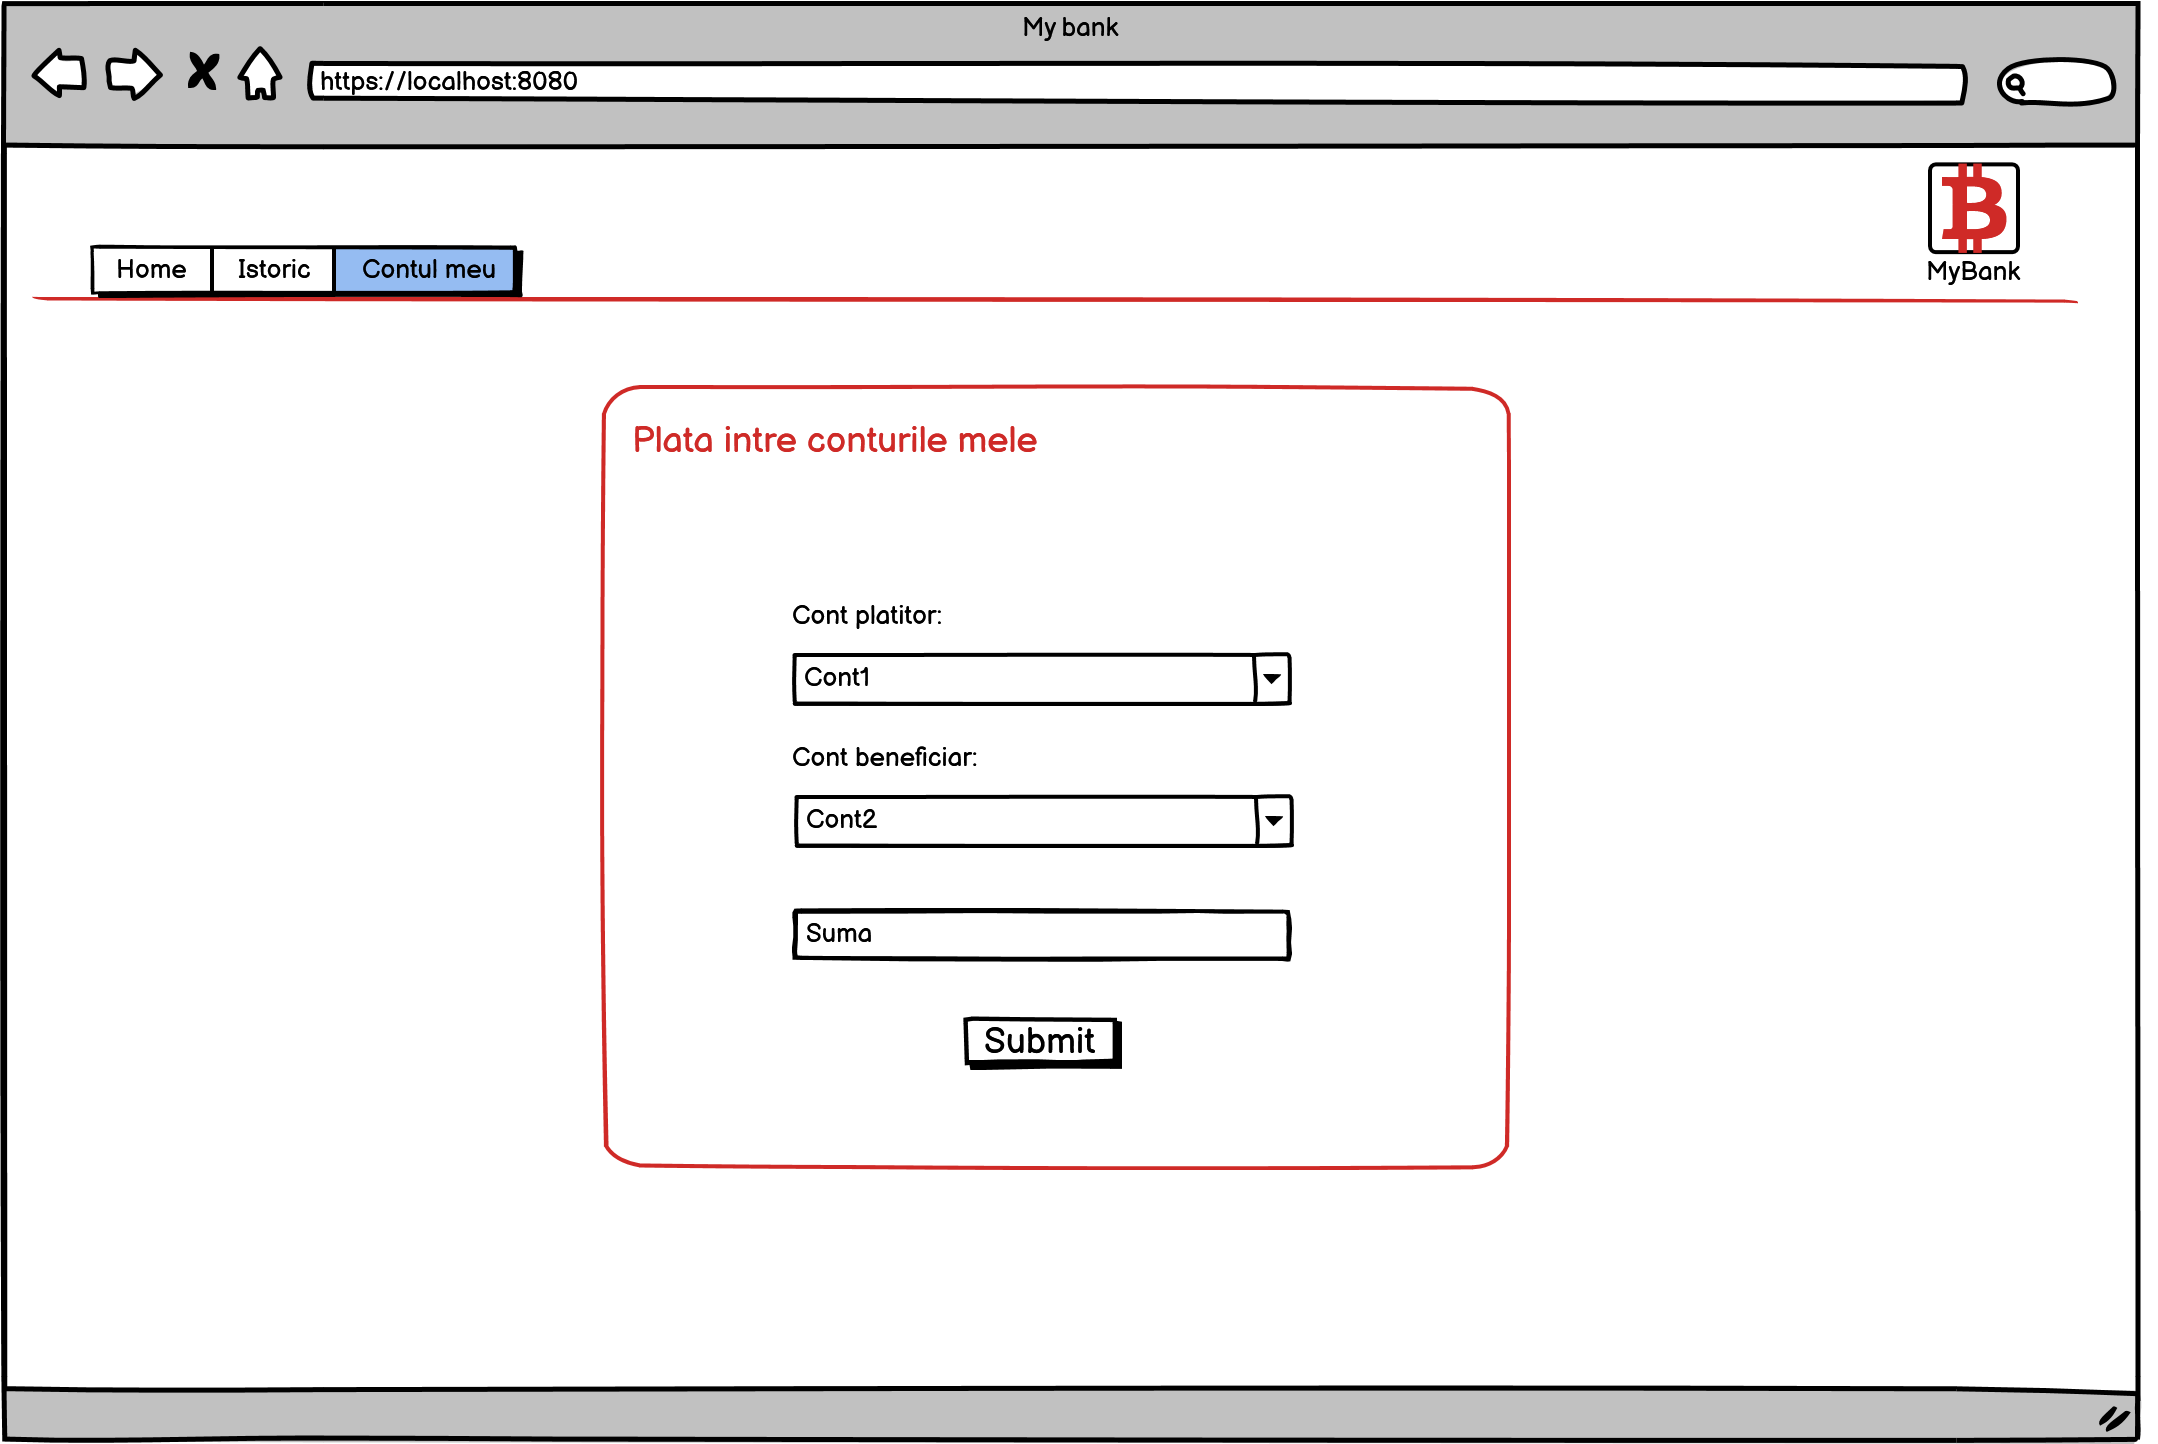 My bank
https://localhost:8080
MyBank
Home Istoric Contul meu
Plata intre conturile mele
Cont platitor:
Cont1
Cont beneficiar:
Cont2
Suma
Submit